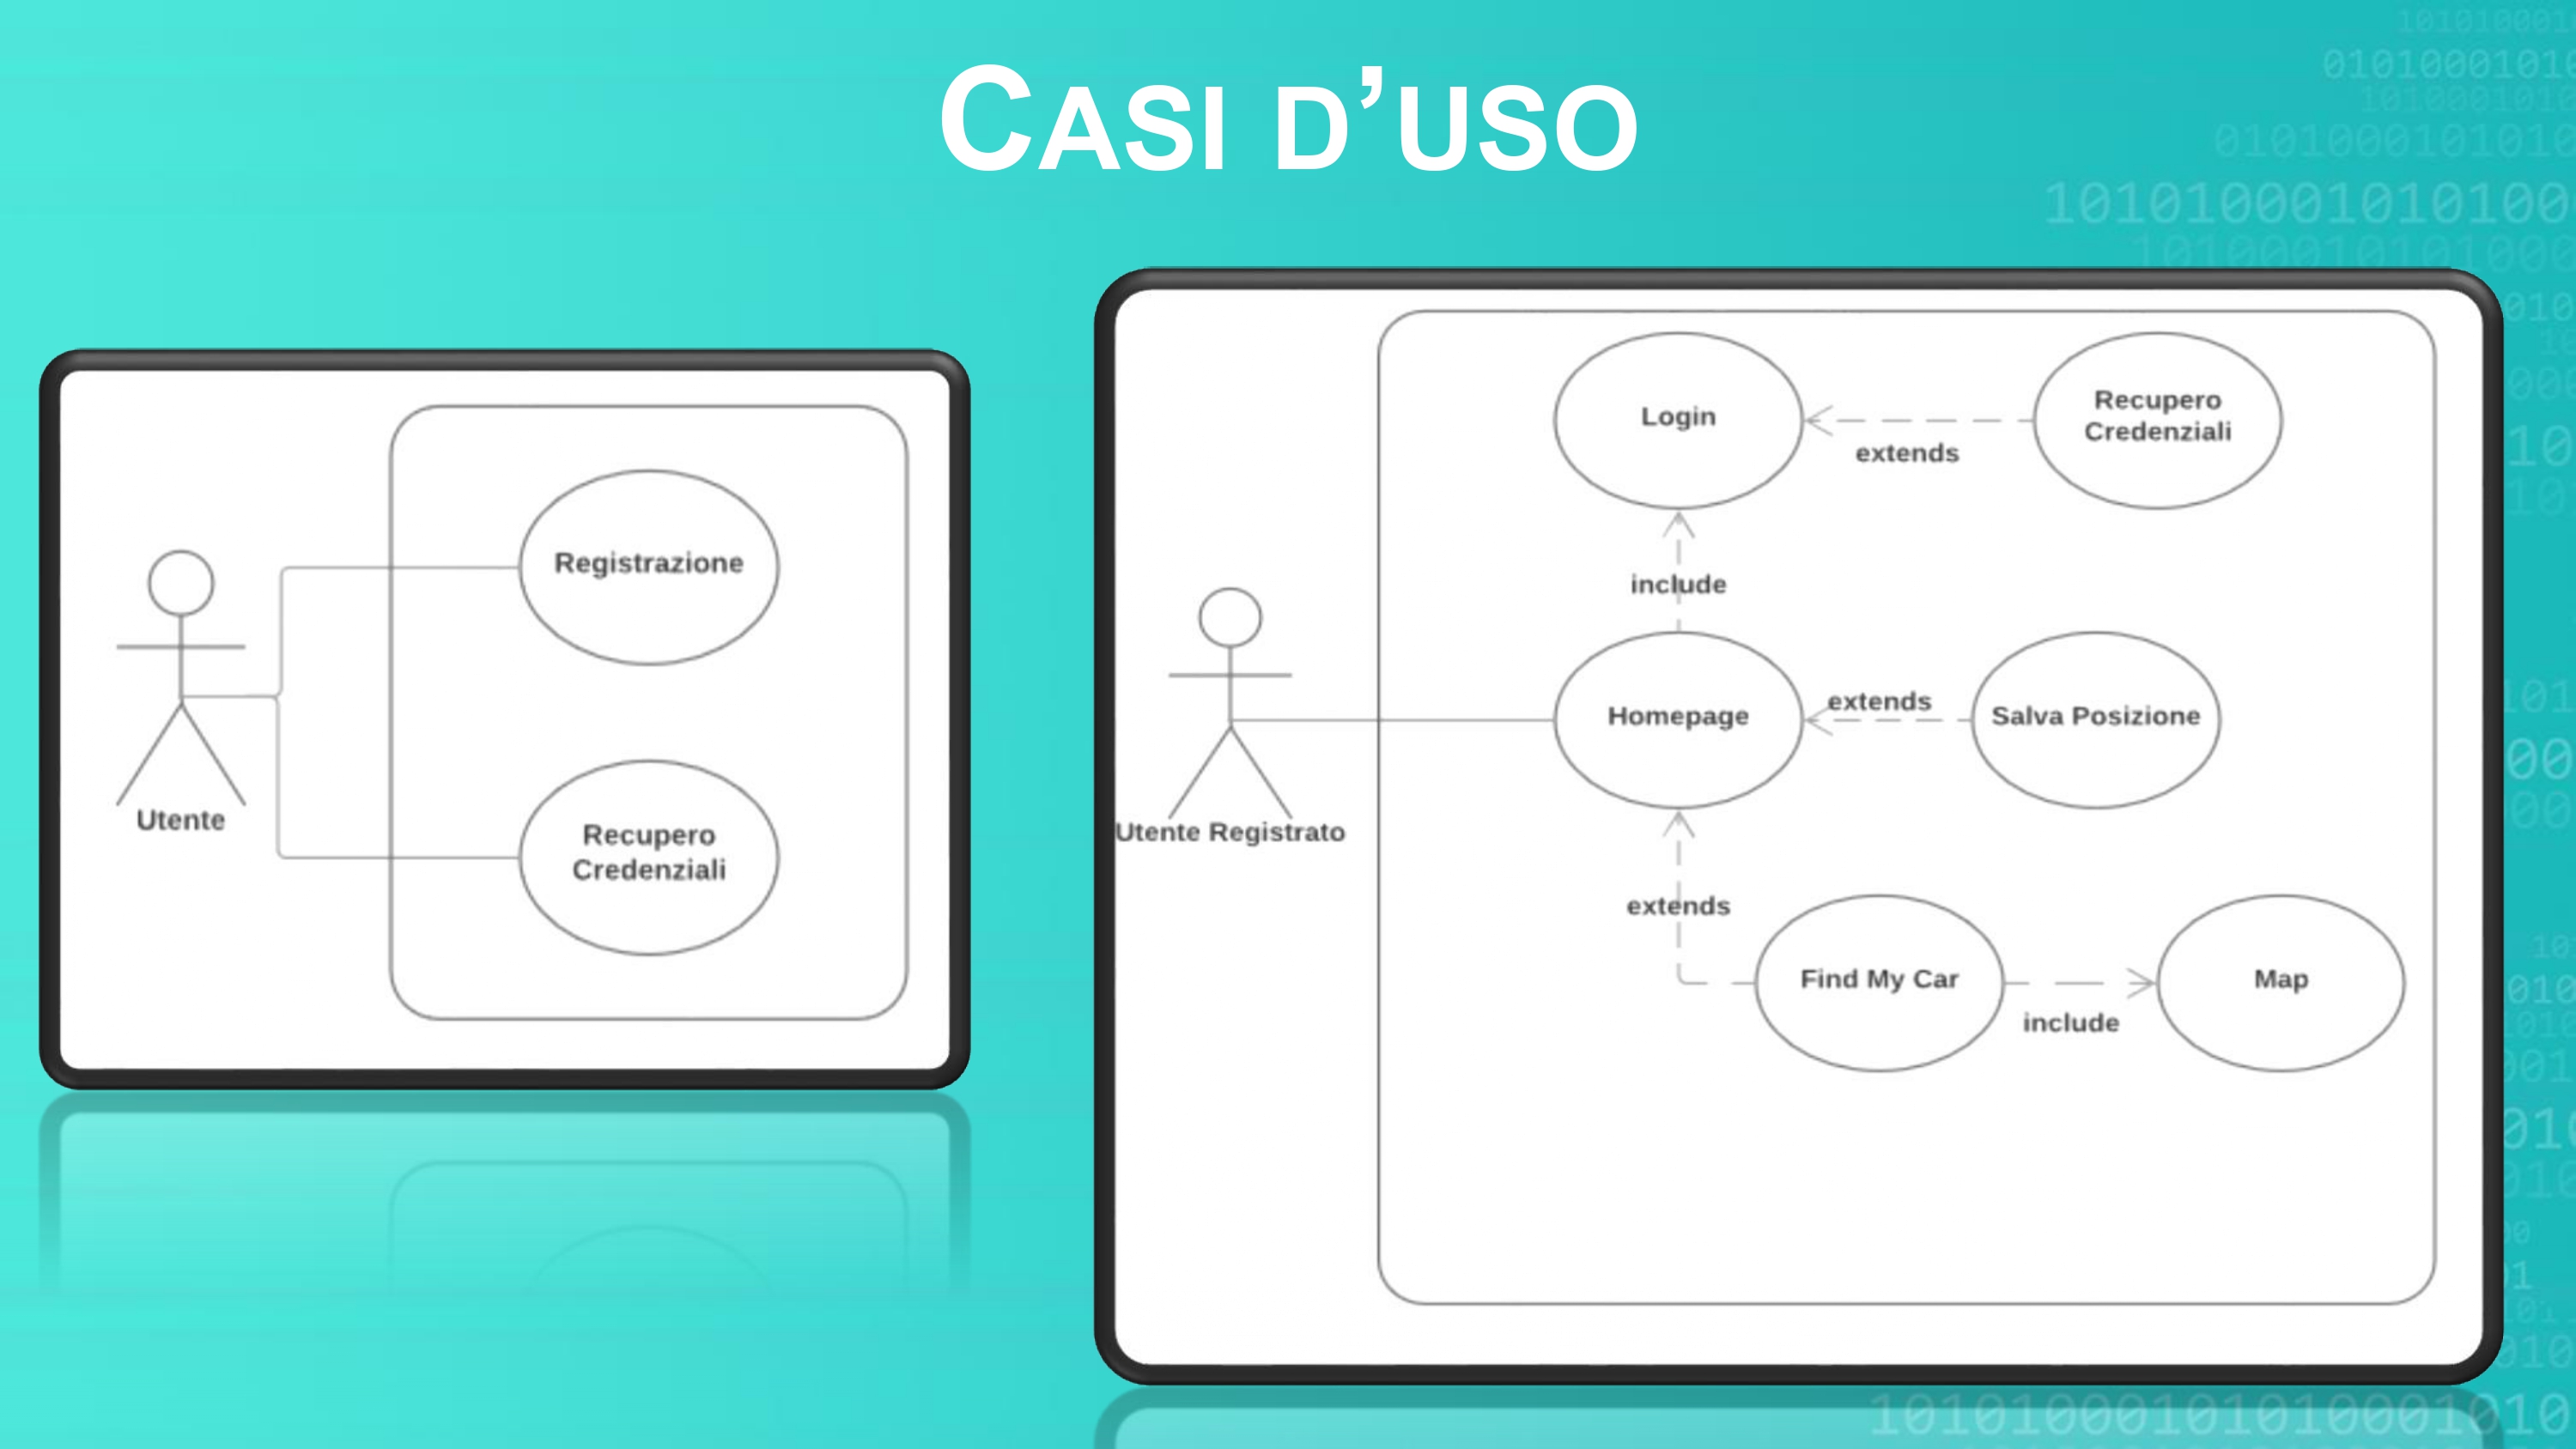 CASI D’USO
Registrazione
Utente
Recupero
Credenziali
Login
Recupero
Credenziali
extends
include
Homepage
extends
Salva Posizione
Utente Registrato
extends
Find My Car
Map
include